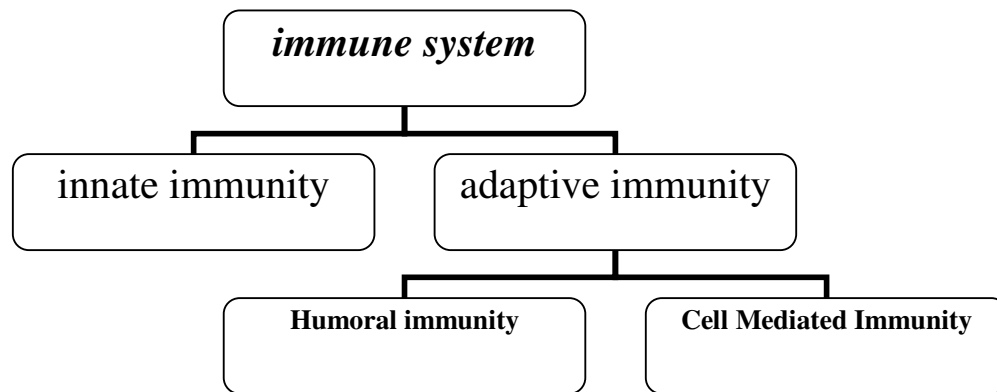 immune system
innate immunity
adaptive immunity
Humoral immunity
Cell Mediated Immunity